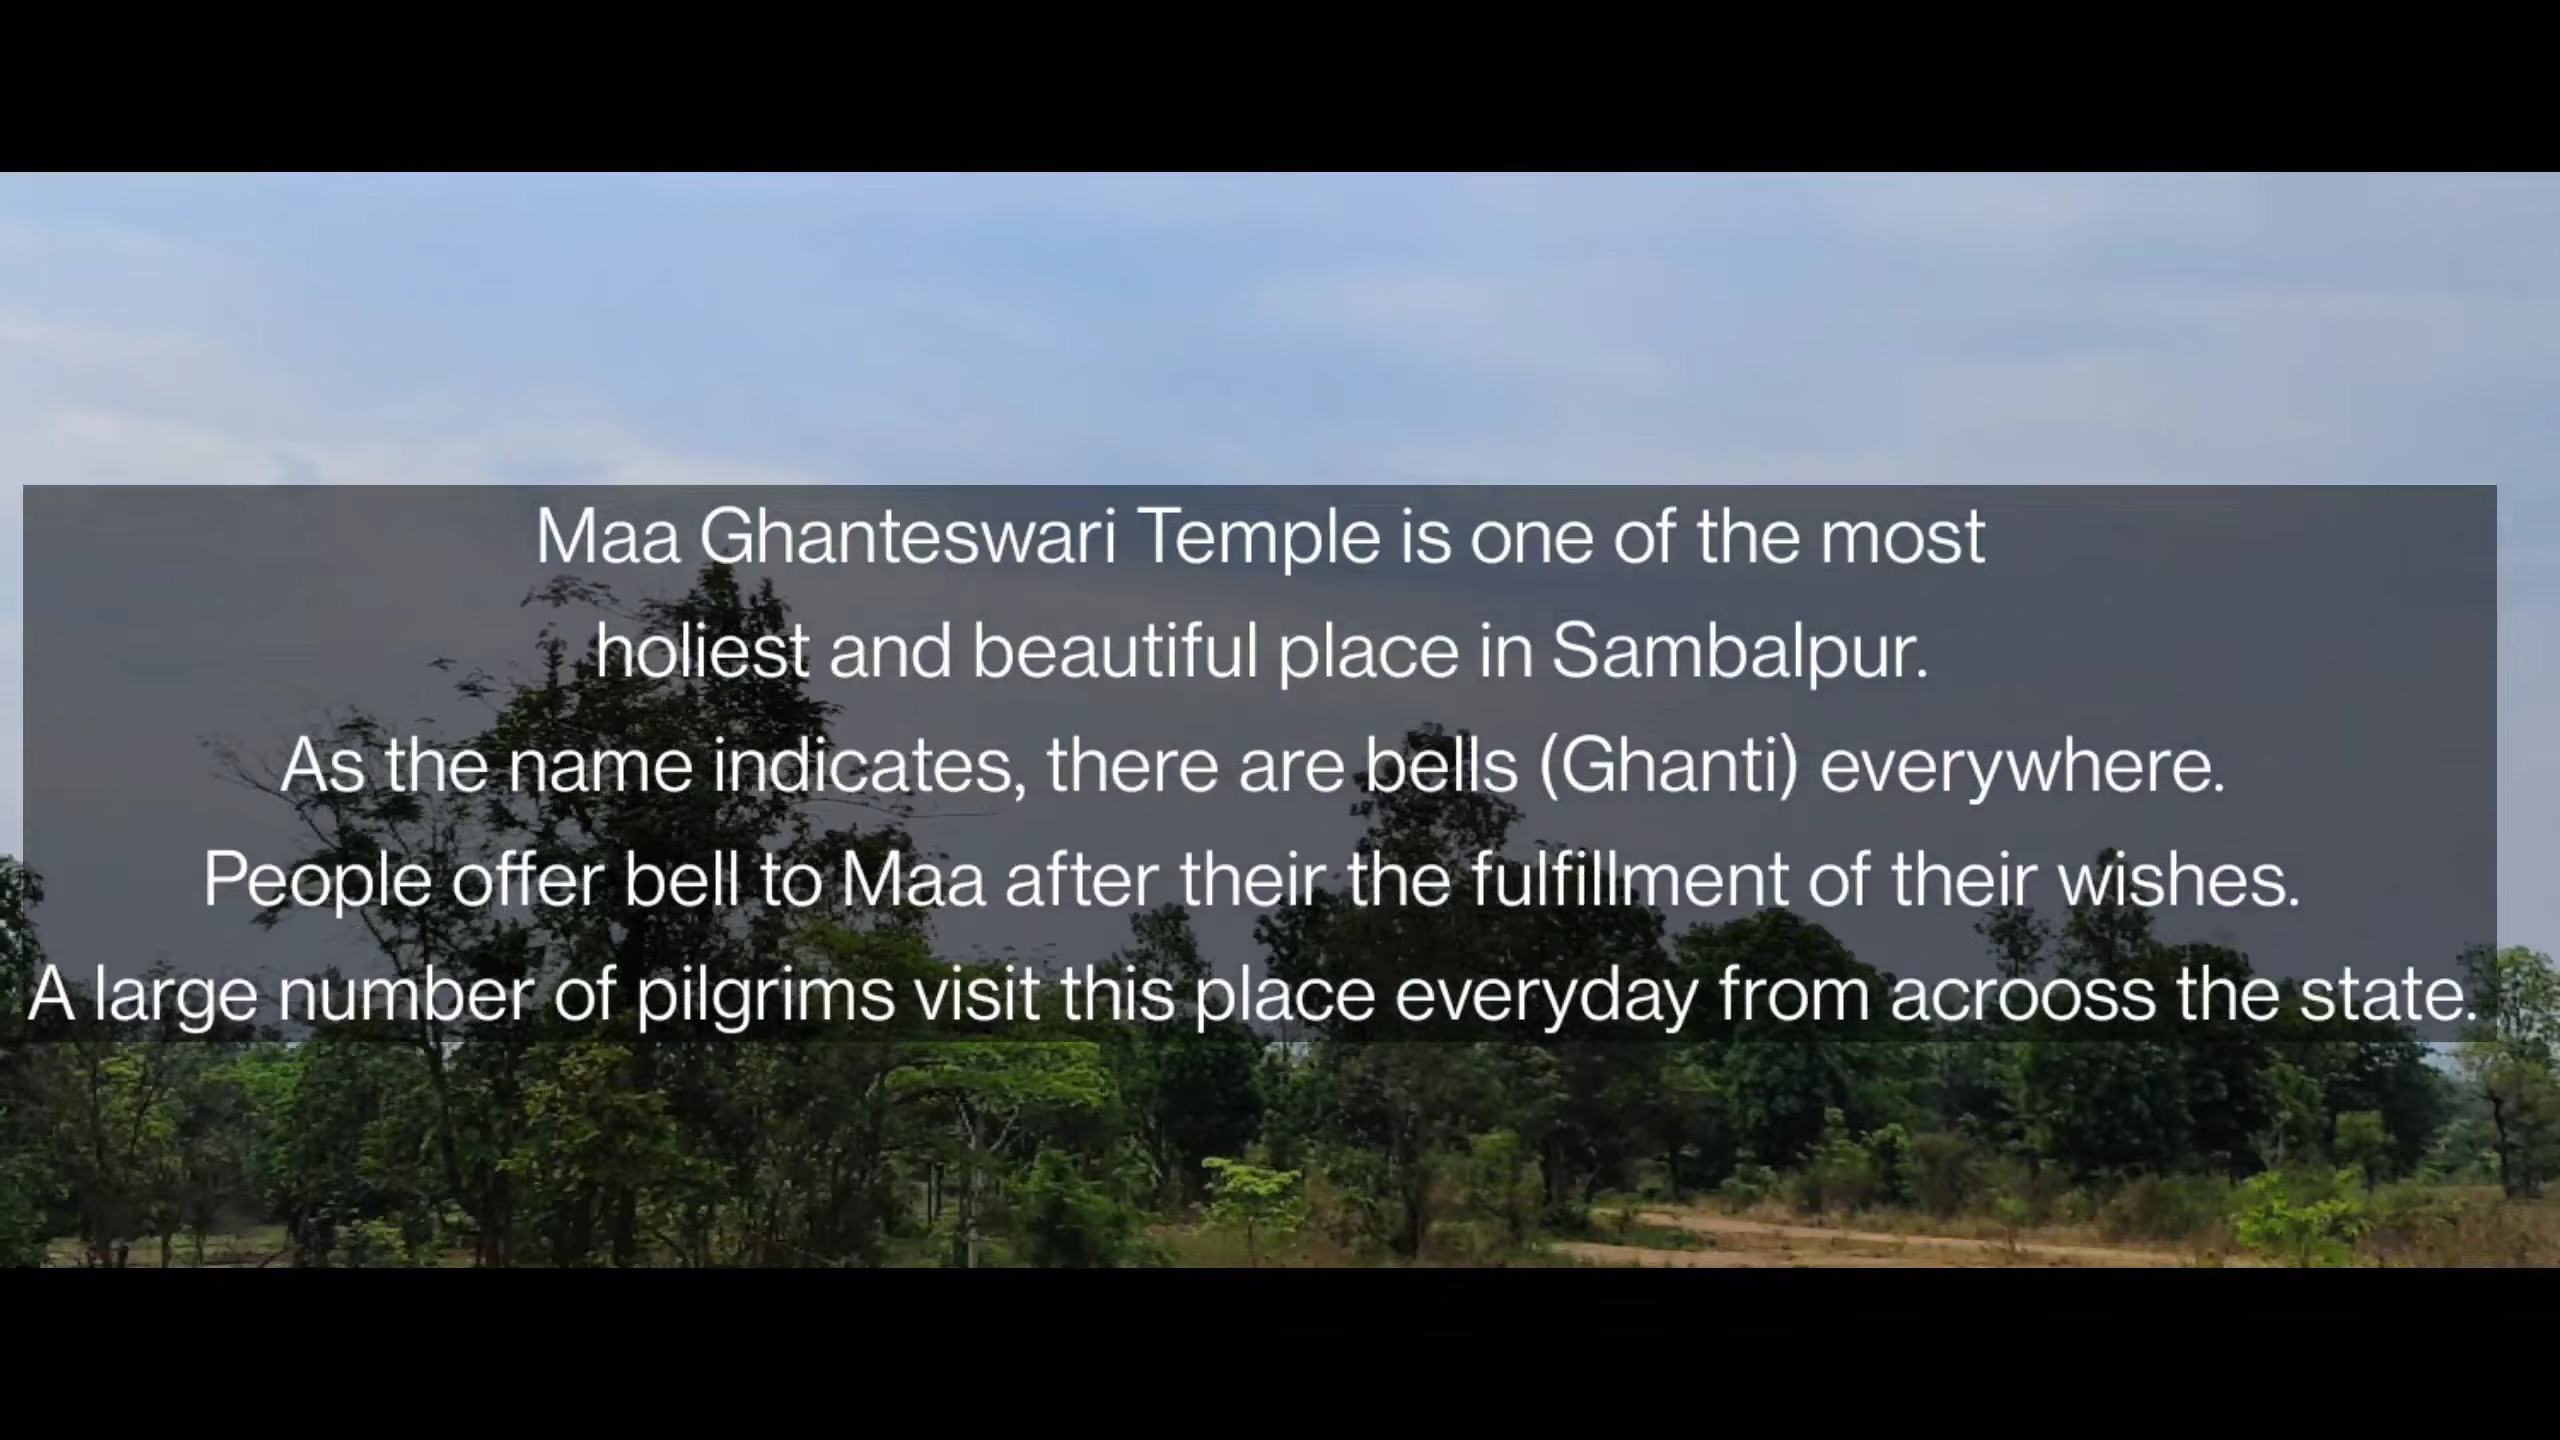 Maa Ghanteswari Temple is one of the most
holiest and beautiful place in Sambalpur.
As the name indicates, there are bells (Ghanti) everywhere.
People offer bell to Maa after their the fulfillment of their wishes.
A large number of pilgrims visit this place everyday from acrooss the state.